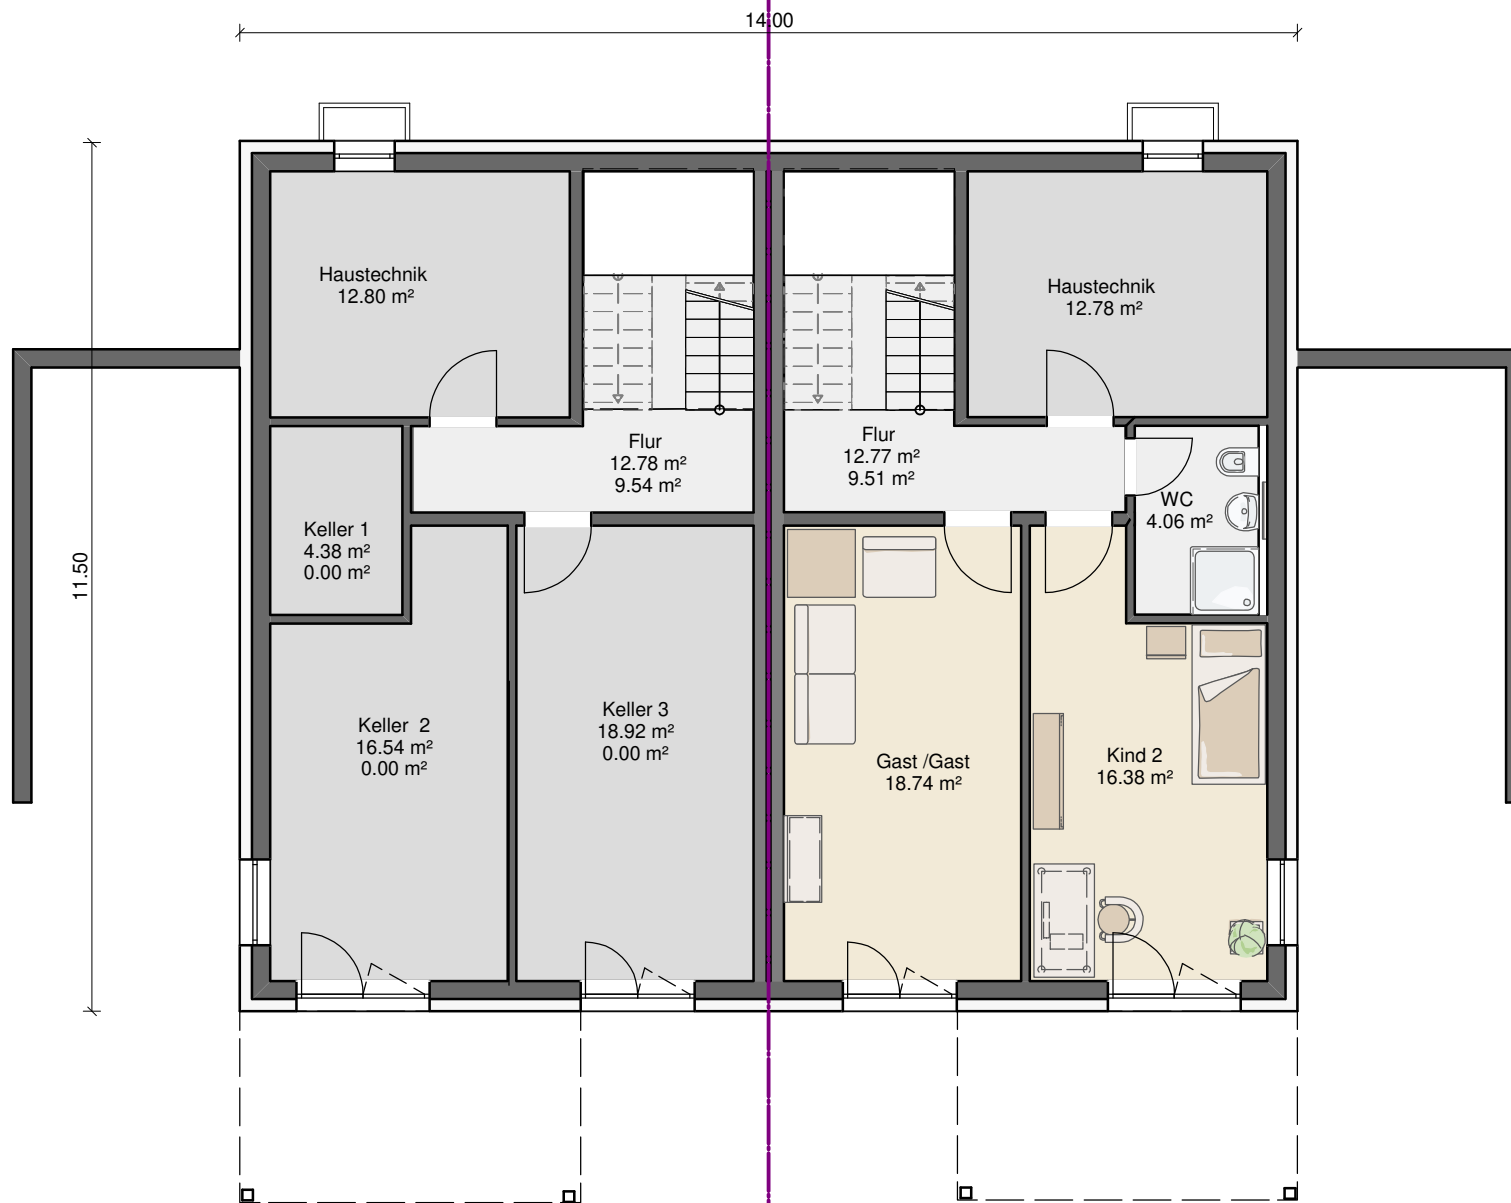 14.00
Haustechnik
12.80 m²
Haustechnik
12.78 m²
Flur
12.78 m²
9.54 m²
Flur
12.77 m²
9.51 m²
WC
4.06 m²
Keller 1
4.38 m²
0.00 m²
11.50
Keller 2
16.54 m²
0.00 m²
Keller 3
18.92 m²
0.00 m²
Gast /Gast
18.74 m²
Kind 2
16.38 m²